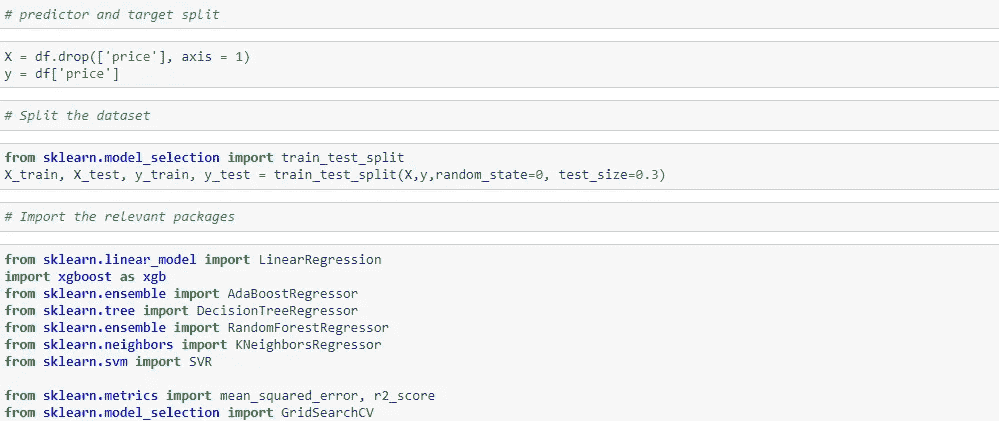 # predictor and target split
X = df.drop(['price'], axis = 1)
y = df['price']
# Split the dataset
from sklearn.model_selection import train_test_split
X_train, X_test, y_train, y_test = train_test_split(X,y,random_state=0, test_size=0.3)
# Import the relevant packages
from sklearn.linear_model import LinearRegression
import xgboost as xgb
from sklearn.ensemble import AdaBoostRegressor
from sklearn.tree import DecisionTreeRegressor
from sklearn.ensemble import RandomForestRegressor
from sklearn.neighbors import KNeighborsRegressor
from sklearn.svm import SVR
from sklearn.metrics import mean_squared_error, r2_score
from sklearn.model_selection import GridSearchCV